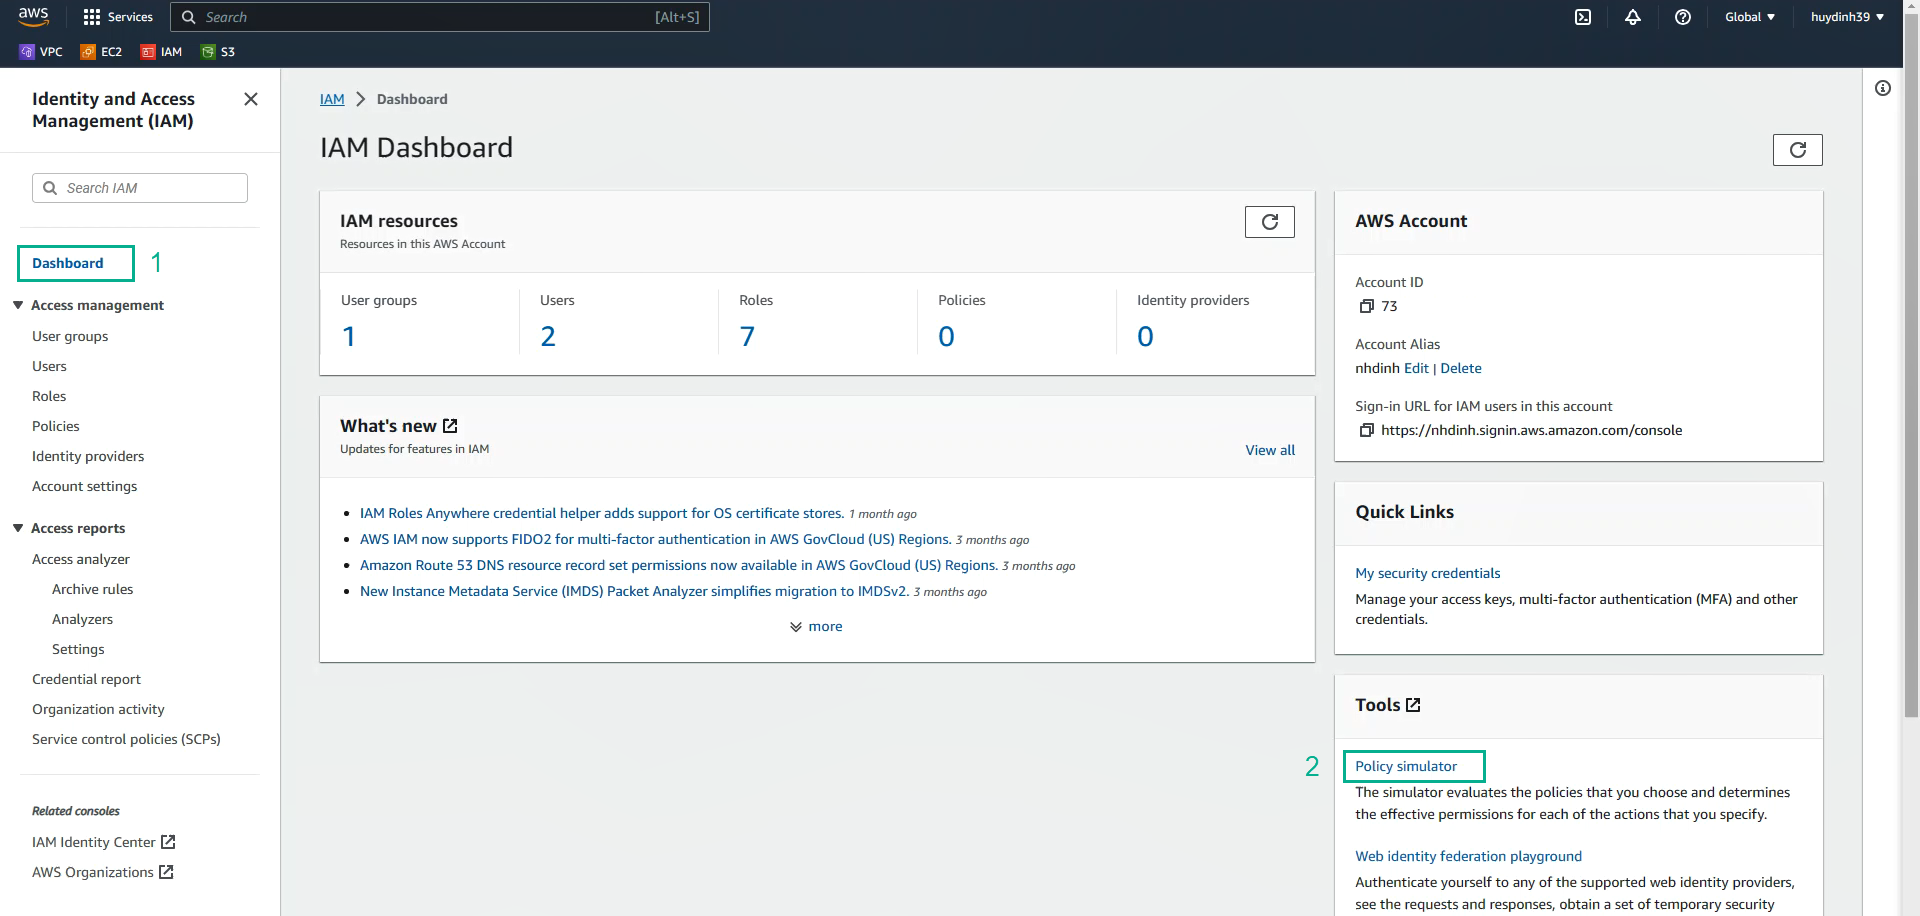 aws
Services
Search
[Alt+S]
Global ▼
huydinh39 ▼
VPC
EC2
IAM
S3
Identity and Access
Management (IAM)
Search IAM
Dashboard
1
Access management
User groups
Users
Roles
Policies
Identity providers
Account settings
Access reports
Access analyzer
Archive rules
Analyzers
Settings
Credential report
Organization activity
Service control policies (SCPs)
Related consoles
IAM Identity Center
AWS Organizations
IAM > Dashboard
IAM Dashboard
IAM resources
Resources in this AWS Account
User groups
1
Users
2
Roles
7
Policies
0
Identity providers
0
What's new
Updates for features in IAM
View all
IAM Roles Anywhere credential helper adds support for OS certificate stores. 1 month ago
AWS IAM now supports FIDO2 for multi-factor authentication in AWS GovCloud (US) Regions. 3 months ago
Amazon Route 53 DNS resource record set permissions now available in AWS GovCloud (US) Regions. 3 months ago
New Instance Metadata Service (IMDS) Packet Analyzer simplifies migration to IMDSv2. 3 months ago
more
AWS Account
Account ID
73
Account Alias
nhdinh Edit | Delete
Sign-in URL for IAM users in this account
https://nhdinh.signin.aws.amazon.com/console
Quick Links
My security credentials
Manage your access keys, multi-factor authentication (MFA) and other
credentials.
Tools
2
Policy simulator
The simulator evaluates the policies that you choose and determines
the effective permissions for each of the actions that you specify.
Web identity federation playground
Authenticate yourself to any of the supported web identity providers,
see the requests and responses, obtain a set of temporary security